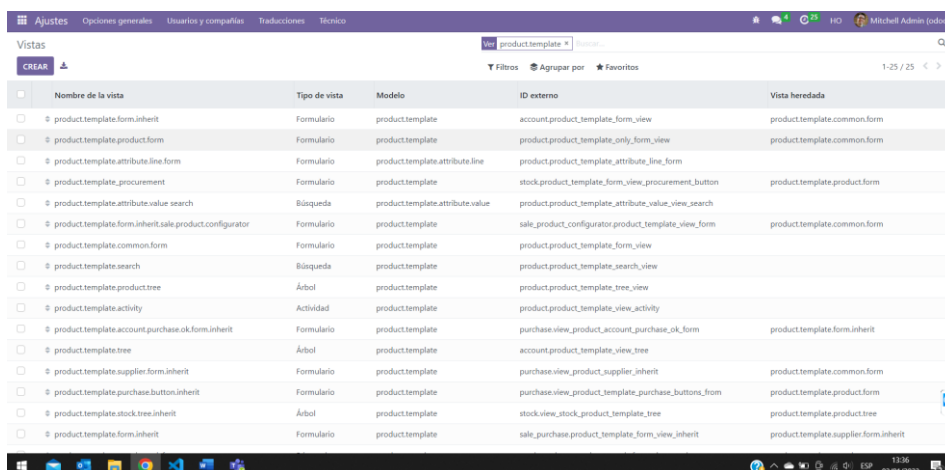 Ajustes Opciones generales Usuarios y compañías Traducciones Técnico 4 25 HO Mitchell Admin (odoo
Vistas Ver product.template × Buscar...
CREAR Filtros Agrupar por Favoritos 1-25 / 25
Nombre de la vista Tipo de vista Modelo ID externo Vista heredada
product.template.form.inherit Formulario product.template account.product_template_form_view product.template.common.form
product.template.product.form Formulario product.template product.product_template_only_form_view product.template.common.form
product.template.attribute.line.form Formulario product.template.attribute.line product.product_template_attribute_line_form
product.template_procurement Formulario product.template stock.product_template_form_view_procurement_button product.template.product.form
product.template.attribute.value search Búsqueda product.template.attribute.value product.product_template_attribute_value_view_search
product.template.form.inherit.sale.product.configurator Formulario product.template sale_product_configurator.product_template_view_form product.template.common.form
product.template.common.form Formulario product.template product.product_template_form_view
product.template.search Búsqueda product.template product.product_template_search_view
product.template.product.tree Árbol product.template product.product_template_tree_view
product.template.activity Actividad product.template product.product_template_view_activity
product.template.account.purchase.ok.form.inherit Formulario product.template purchase.view_product_account_purchase_ok_form product.template.form.inherit
product.template.tree Árbol product.template account.product_template_view_tree
product.template.supplier.form.inherit Formulario product.template purchase.view_product_supplier_inherit product.template.common.form
product.template.purchase.button.inherit Formulario product.template purchase.view_product_template_purchase_buttons_from product.template.product.form
product.template.stock.tree.inherit Árbol product.template stock.view_stock_product_template_tree product.template.product.tree
product.template.form.inherit Formulario product.template sale_purchase.product_template_form_view_inherit product.template.supplier.form.inherit
ESP 13:36